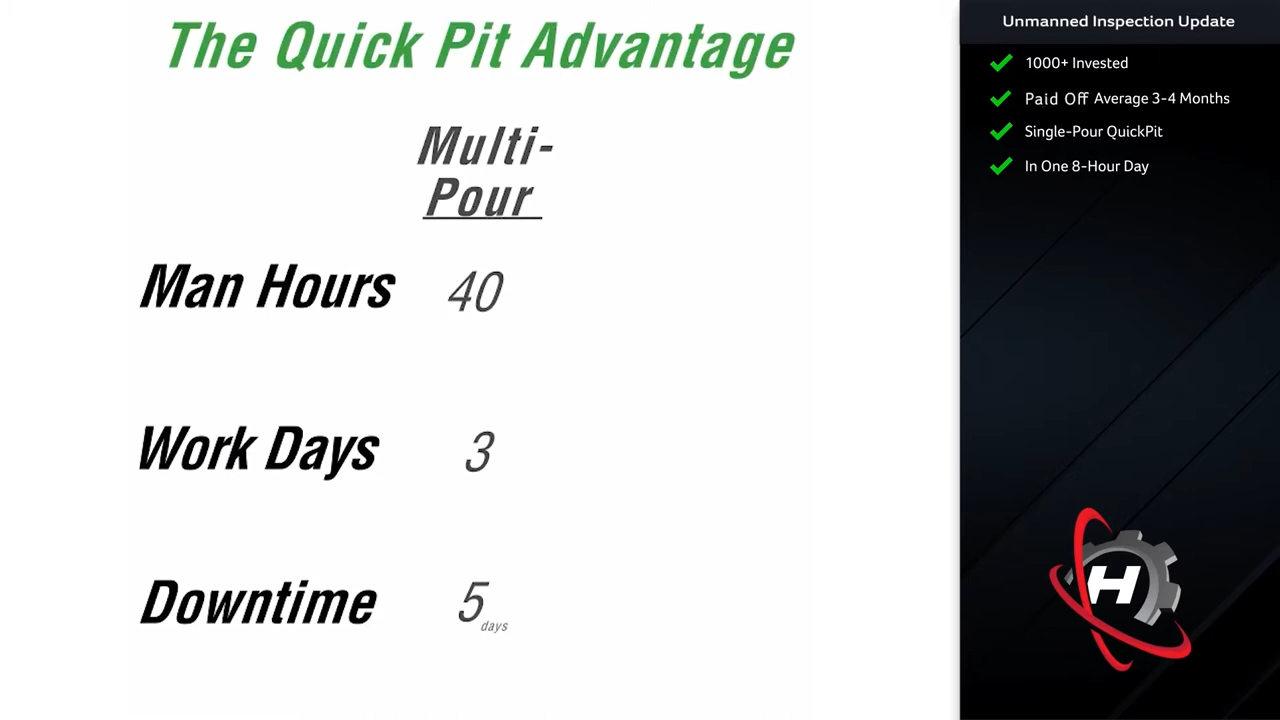 The Quick Pit Advantage
Multi-
Pour
Man Hours 40
Work Days 3
Downtime 5 days
Unmanned Inspection Update
1000+ Invested
Paid Off Average 3-4 Months
Single-Pour QuickPit
In One 8-Hour Day
H